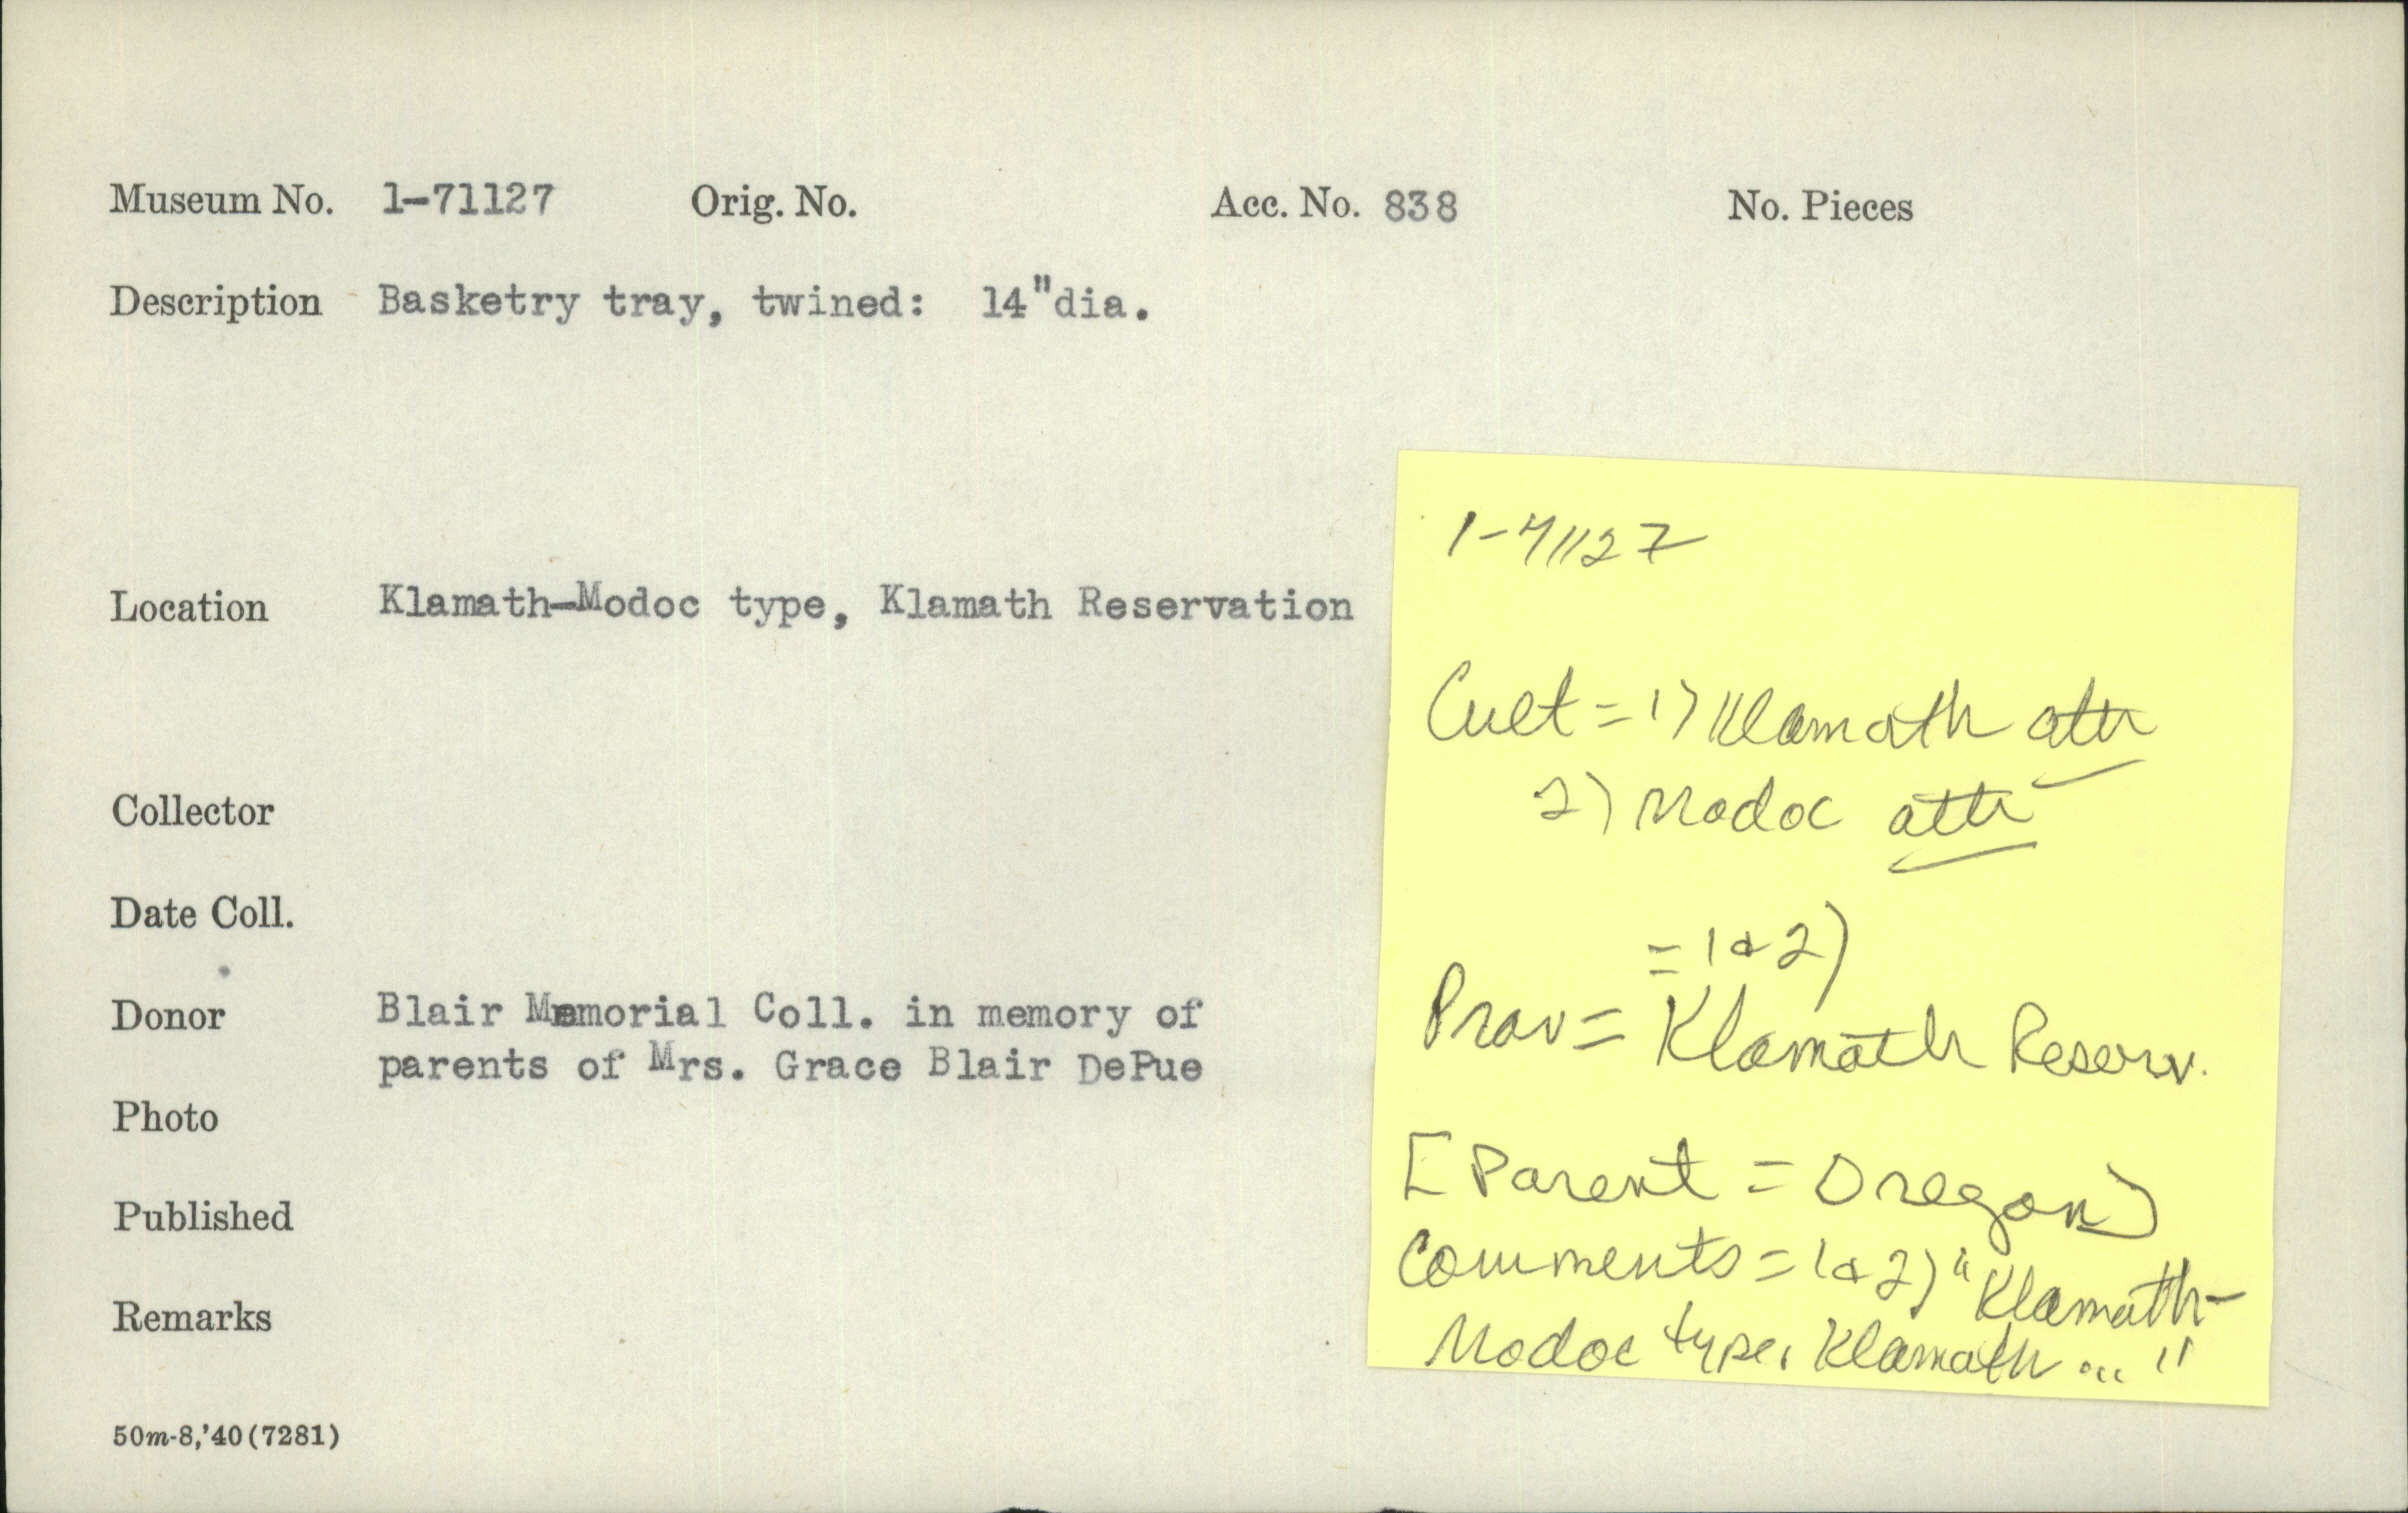 Museum No. 1-71127 Orig. No. Acc. No. 838 No. Pieces
Description Basketry tray, twined: 14"dia.
Location Klamath-Modoc type, Klamath Reservation
Collector
Date Coll.
Donor Blair Memorial Coll. in memory of
parents of Mrs. Grace Blair DePue
Photo
Published
Remarks
50m-8,'40(7281)
1-71127
Cult = 1) Klamath attr
2) Modoc attr
= 1 & 2)
Prov = Klamath Reserv.
[Parent = Oregon]
Comments = 1 & 2) "Klamath-
Modoc type, Klamath ..."